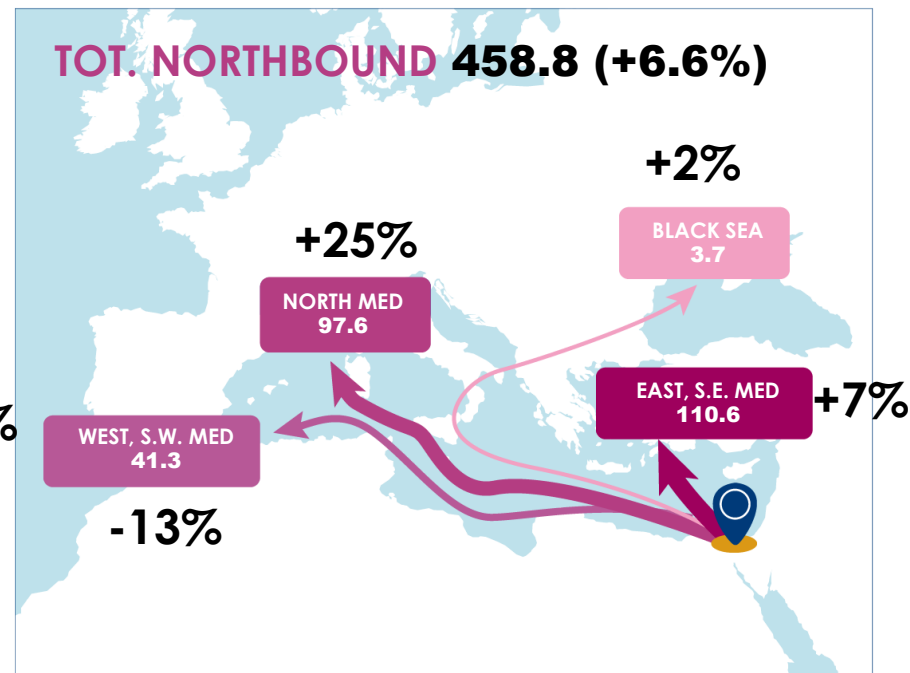 TOT. NORTHBOUND 458.8 (+6.6%)
+2%
BLACK SEA
3.7
+25%
NORTH MED
97.6
EAST, S.E. MED
110.6
+7%
%
WEST, S.W. MED
41.3
-13%